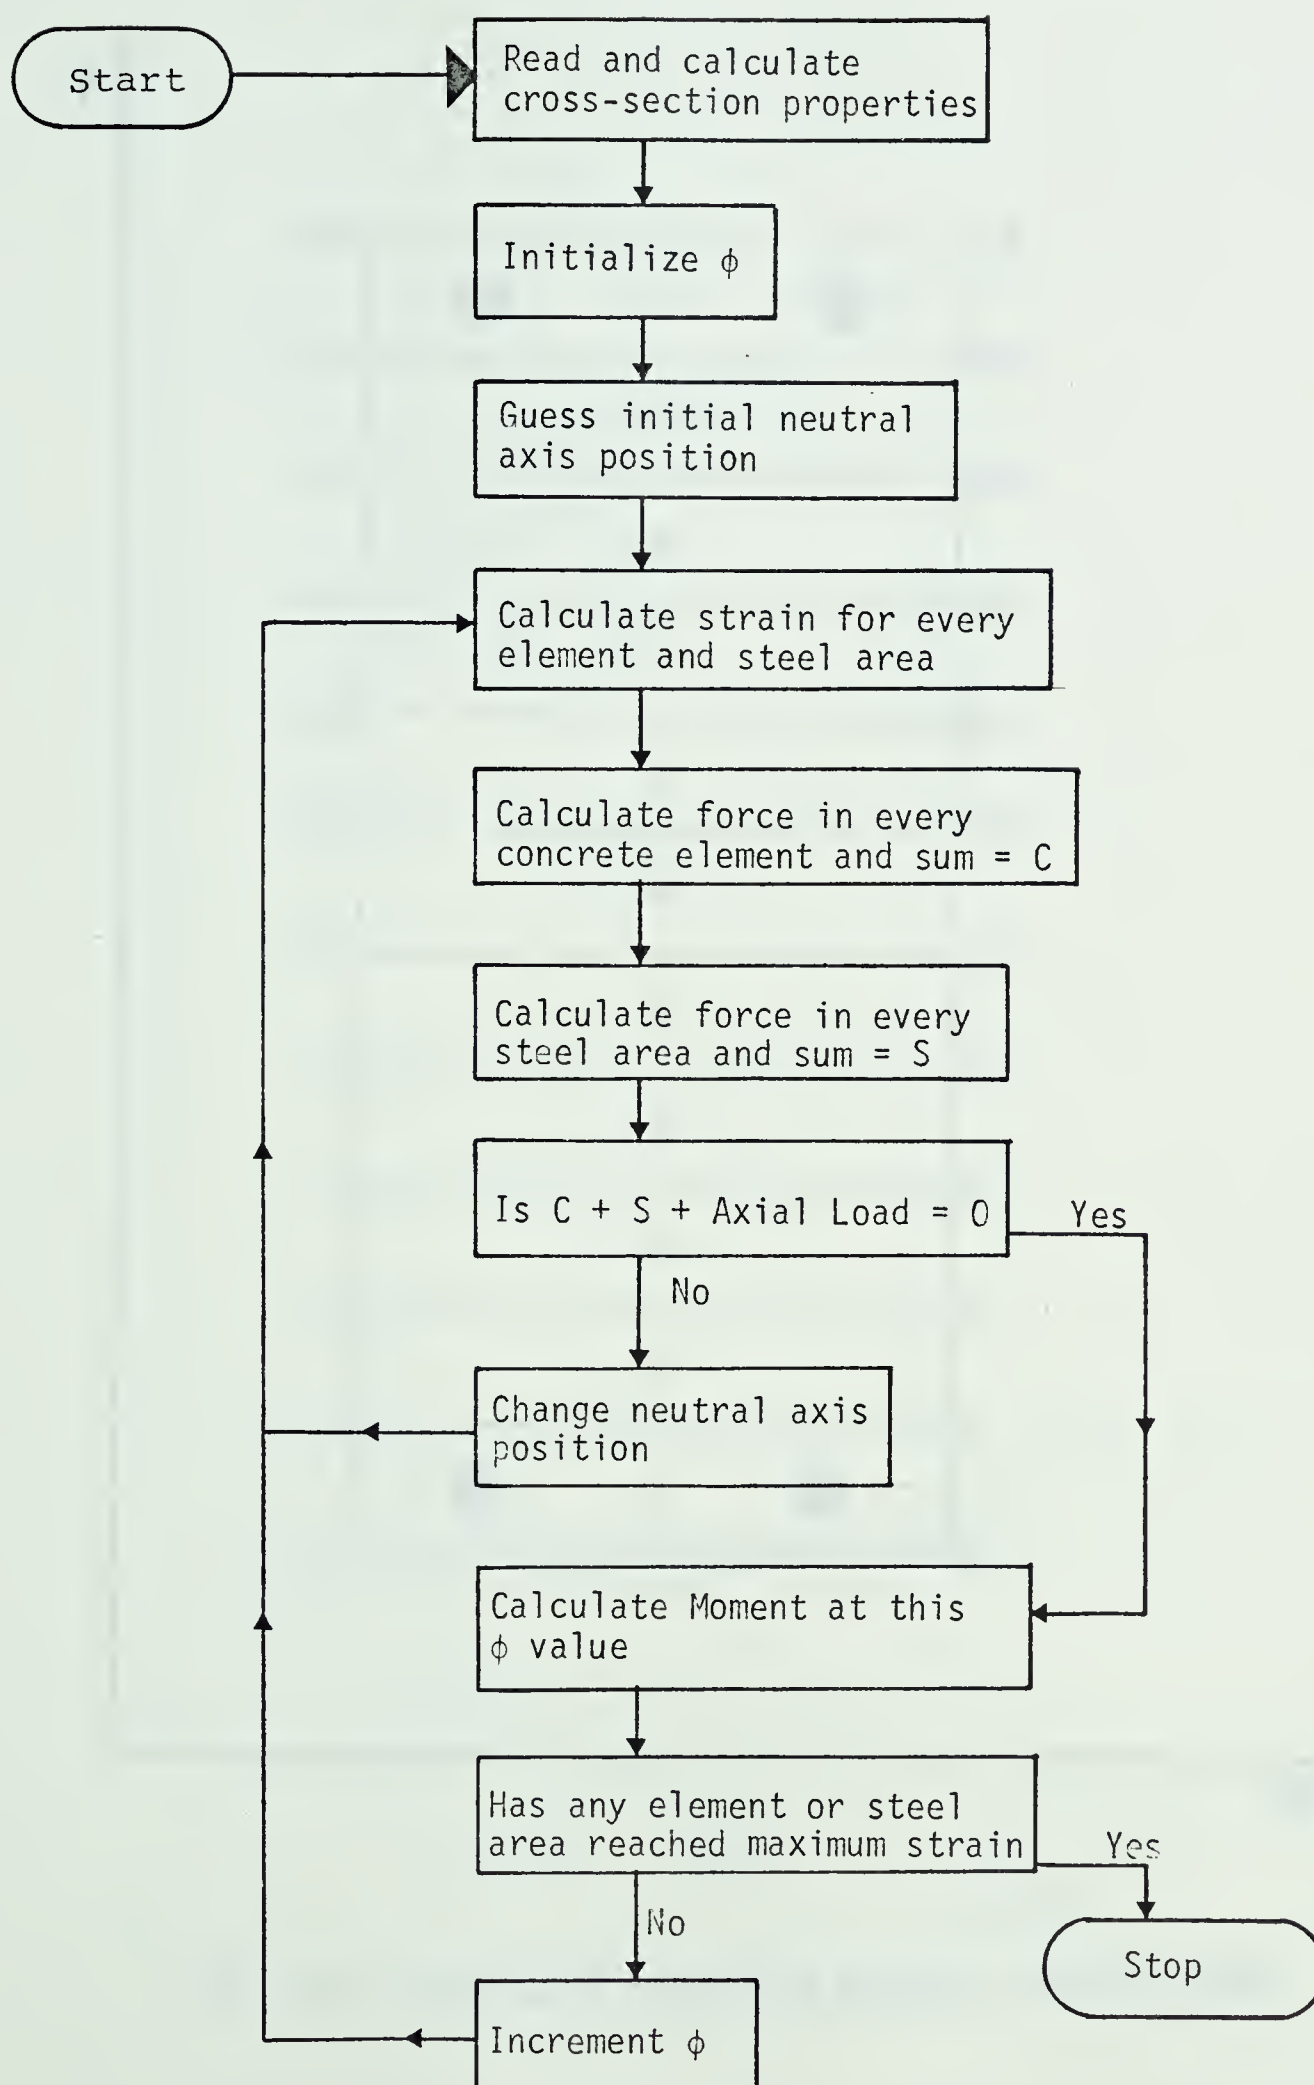 Start
Read and calculate
cross-section properties
Initialize ϕ
Guess initial neutral
axis position
Calculate strain for every
element and steel area
Calculate force in every
concrete element and sum = C
Calculate force in every
steel area and sum = S
Is C + S + Axial Load = 0
Yes
No
Change neutral axis
position
Calculate Moment at this
ϕ value
Has any element or steel
area reached maximum strain
Yes
No
Stop
Increment ϕ